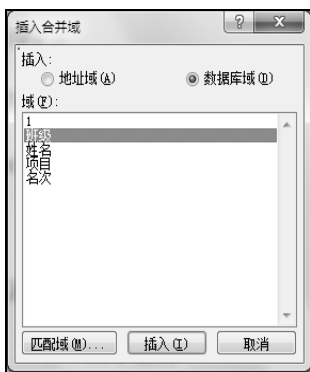 插入合并域
插入:
地址域(A) 数据库域(D)
域(F):
1
班级
姓名
项目
名次
匹配域(M)... 插入(I) 取消